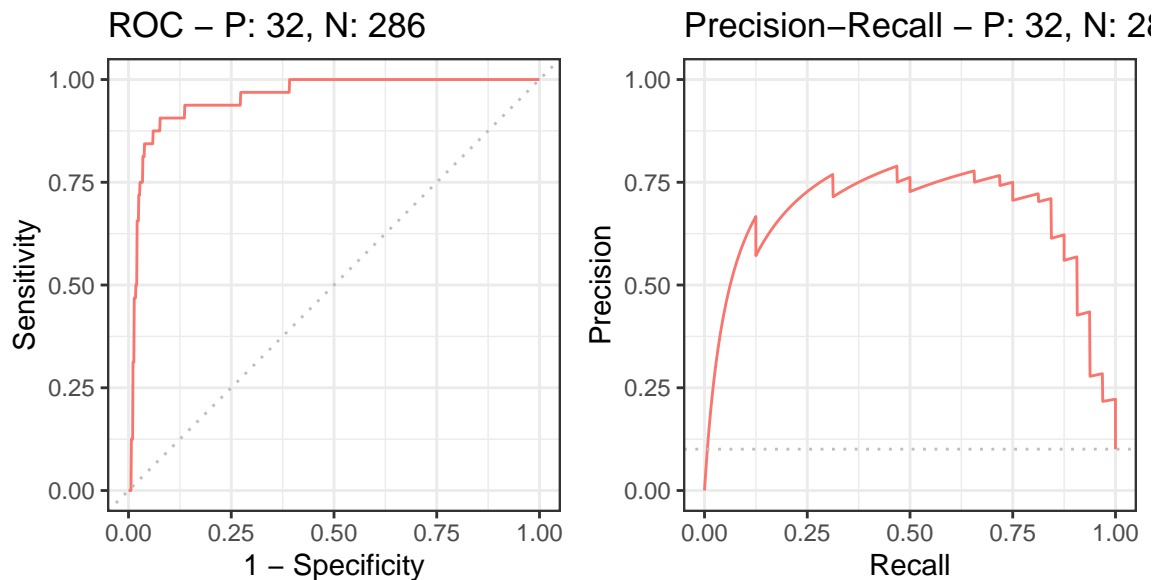 ROC – P: 32, N: 286
Sensitivity
1.00
0.75
0.50
0.25
0.00
0.00 0.25 0.50 0.75 1.00
1 – Specificity
Precision–Recall – P: 32, N: 28
Precision
1.00
0.75
0.50
0.25
0.00
0.00 0.25 0.50 0.75 1.00
Recall